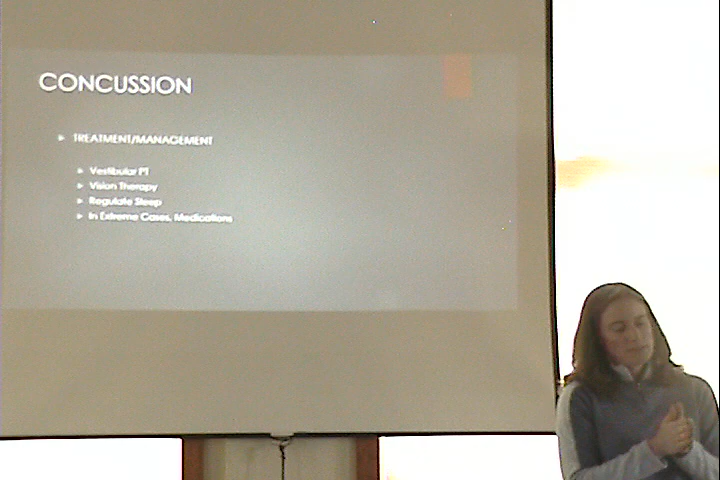 CONCUSSION
TREATMENT/MANAGEMENT
Vestibular PT
Vision Therapy
Regulate Sleep
In Extreme Cases, Medications